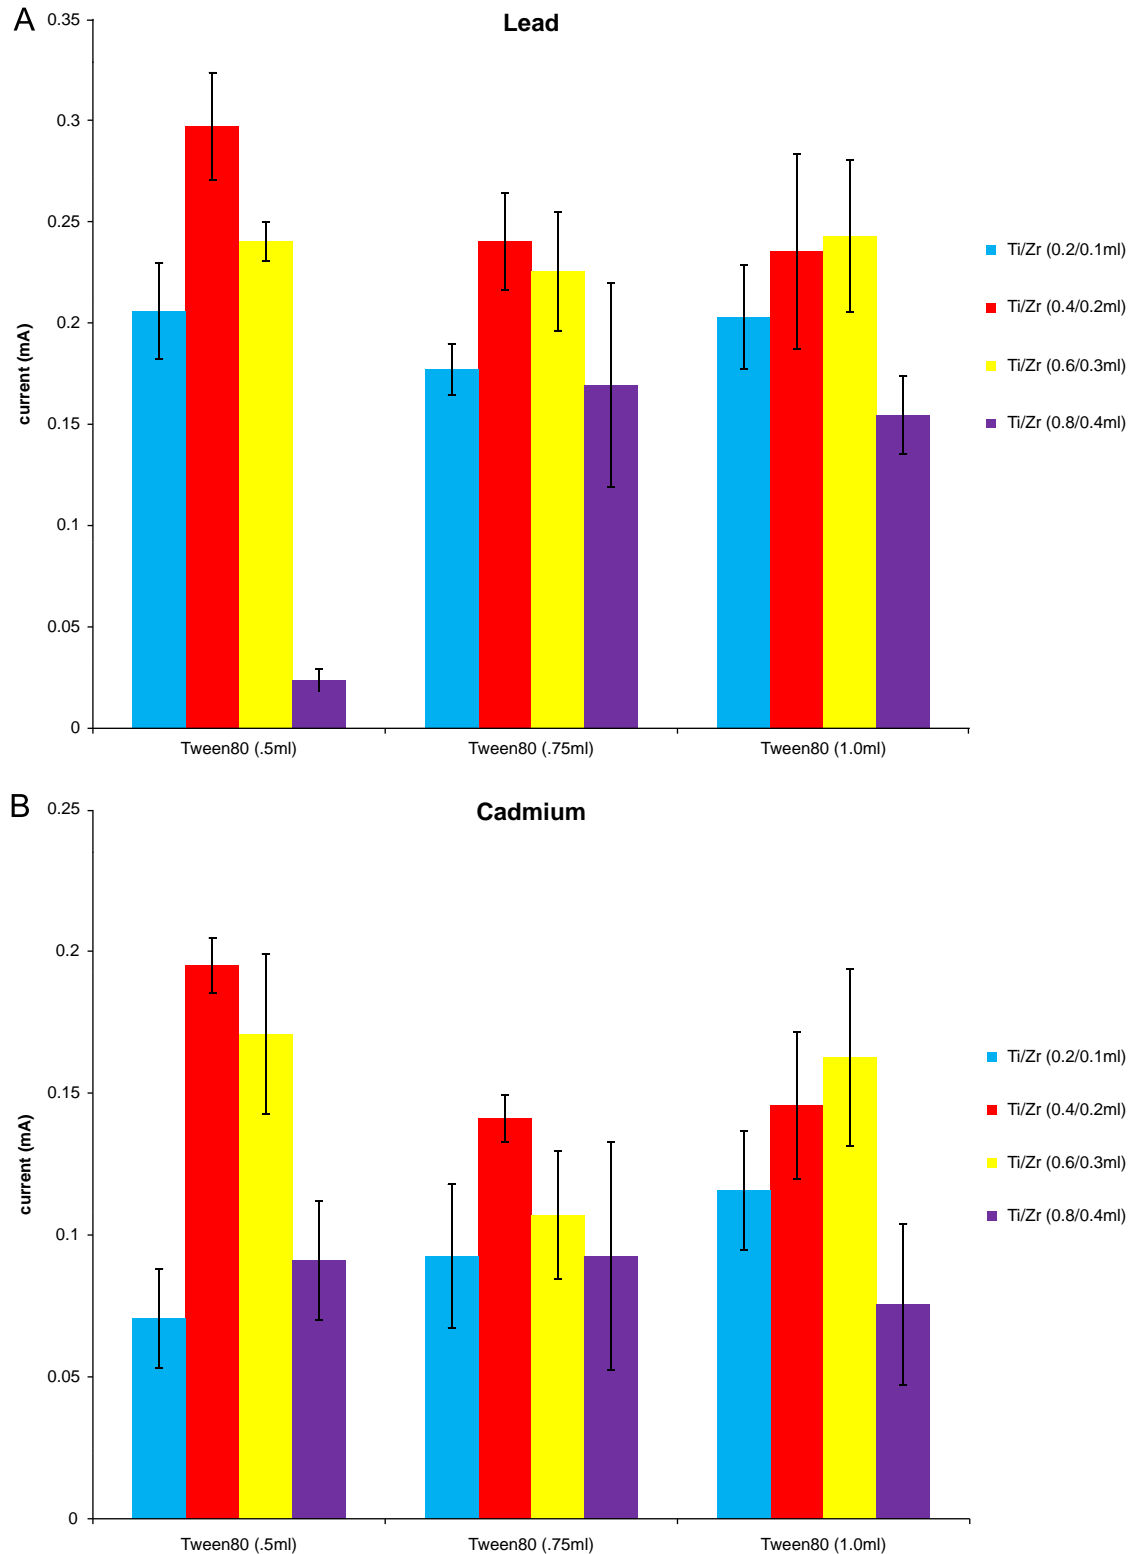 A
Lead
0.35
0.3
0.25
0.2
0.15
0.1
0.05
0
current (mA)
Tween80 (.5ml)
Tween80 (.75ml)
Tween80 (1.0ml)
Ti/Zr (0.2/0.1ml)
Ti/Zr (0.4/0.2ml)
Ti/Zr (0.6/0.3ml)
Ti/Zr (0.8/0.4ml)
B
Cadmium
0.25
0.2
0.15
0.1
0.05
0
current (mA)
Tween80 (.5ml)
Tween80 (.75ml)
Tween80 (1.0ml)
Ti/Zr (0.2/0.1ml)
Ti/Zr (0.4/0.2ml)
Ti/Zr (0.6/0.3ml)
Ti/Zr (0.8/0.4ml)